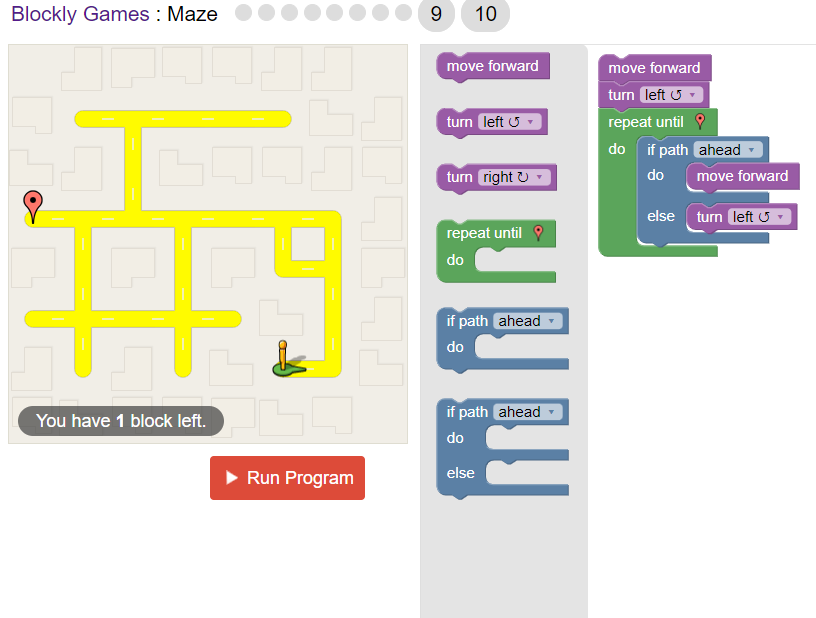 Blockly Games : Maze 9 10
You have 1 block left.
Run Program
move forward
turn left ↺ ▾
turn right ↻ ▾
repeat until
do
if path ahead ▾
do
if path ahead ▾
do
else
move forward
turn left ↺ ▾
repeat until
do if path ahead ▾
do move forward
else turn left ↺ ▾